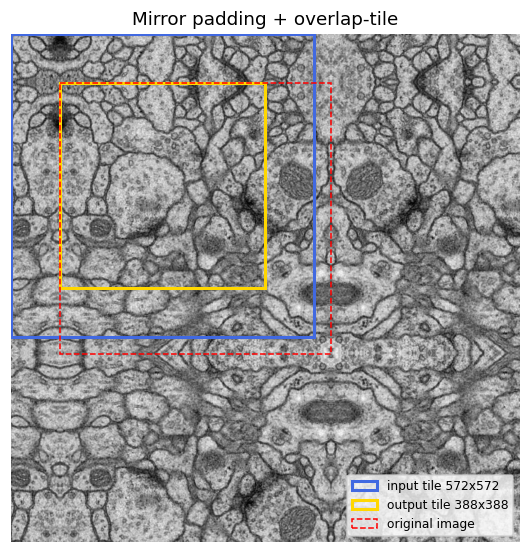 Mirror padding + overlap-tile
input tile 572x572
output tile 388x388
original image